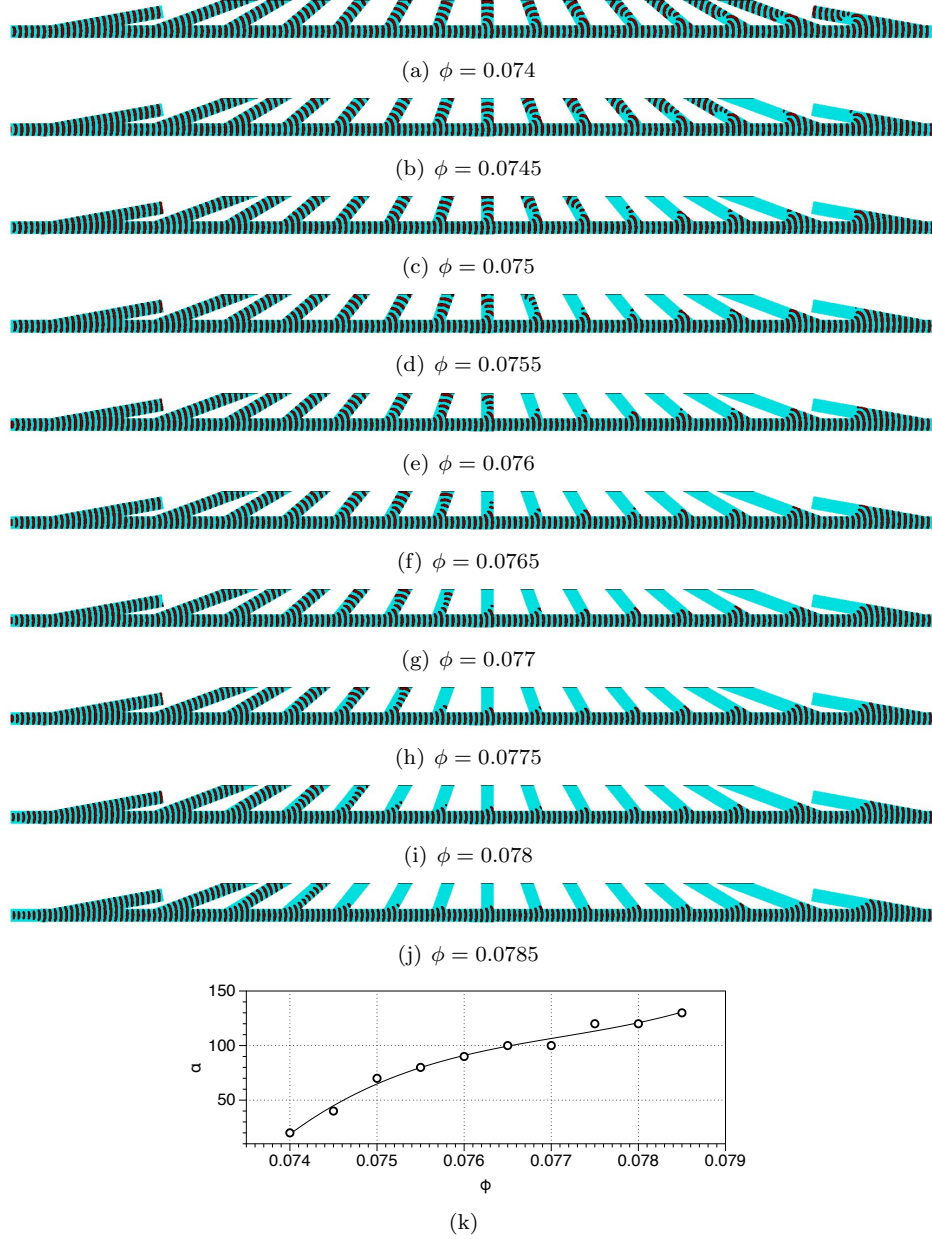 (a) ϕ = 0.074
(b) ϕ = 0.0745
(c) ϕ = 0.075
(d) ϕ = 0.0755
(e) ϕ = 0.076
(f) ϕ = 0.0765
(g) ϕ = 0.077
(h) ϕ = 0.0775
(i) ϕ = 0.078
(j) ϕ = 0.0785
150
100
50
α
0.074 0.075 0.076 0.077 0.078 0.079
ϕ
(k)